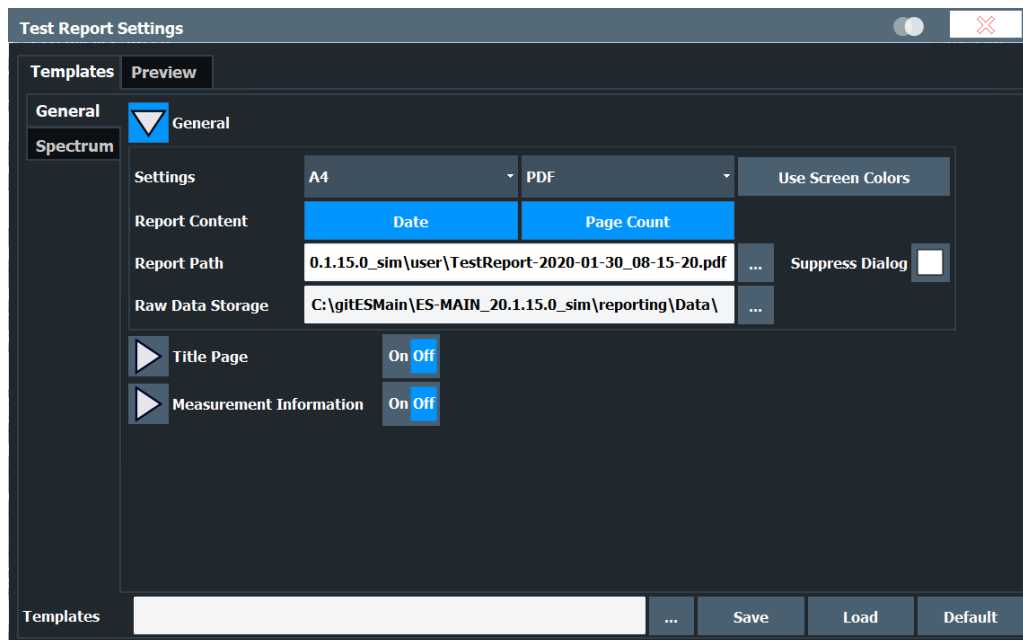 Test Report Settings
Templates Preview
General
General
Spectrum
Settings A4 PDF Use Screen Colors
Report Content Date Page Count
Report Path 0.1.15.0_sim\user\TestReport-2020-01-30_08-15-20.pdf ... Suppress Dialog
Raw Data Storage C:\gitESMain\ES-MAIN_20.1.15.0_sim\reporting\Data\ ...
Title Page On Off
Measurement Information On Off
Templates ... Save Load Default